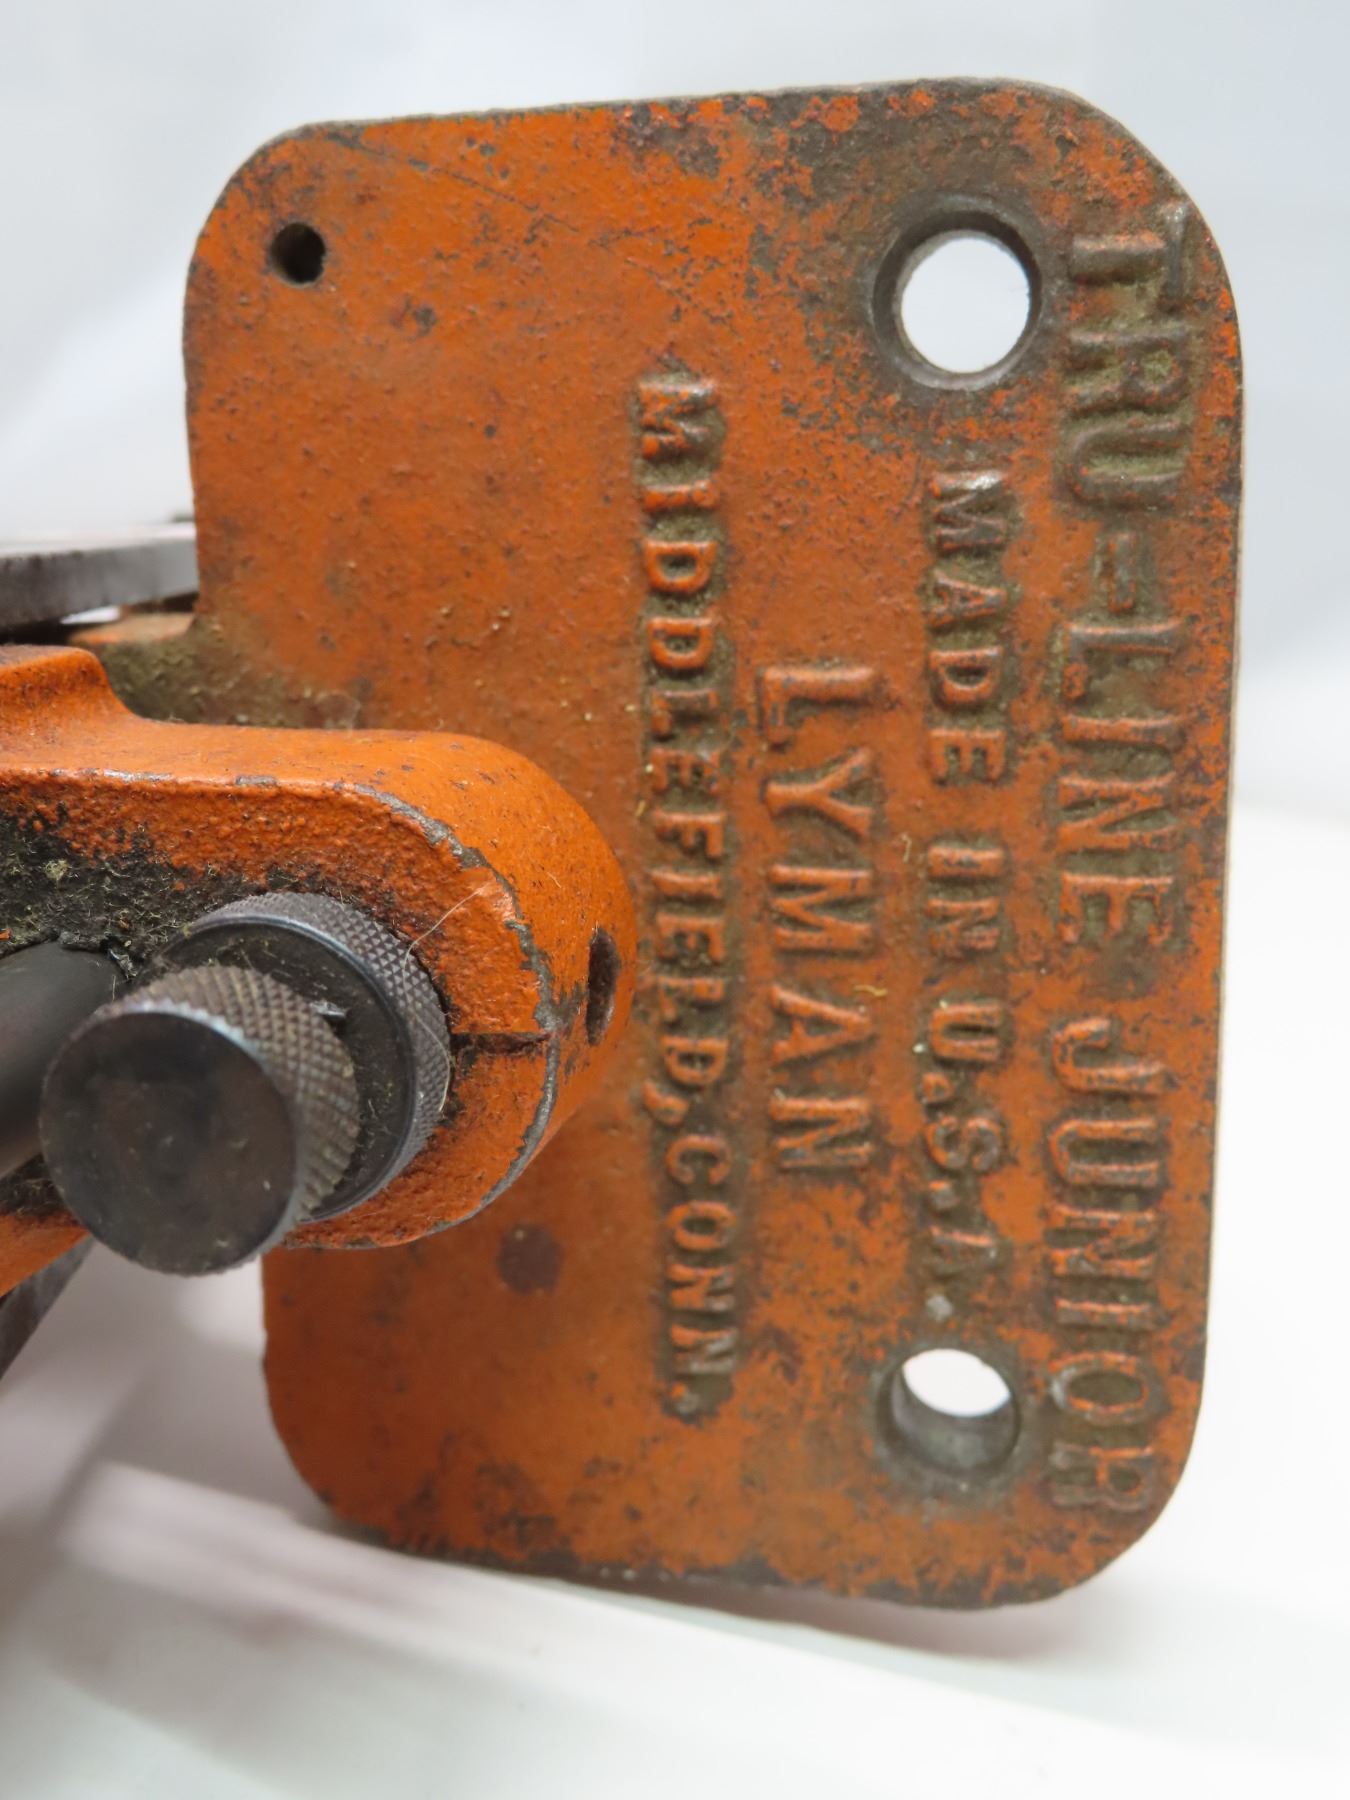 TRU-LINE JUNIOR
MADE IN U.S.A.
LYMAN
MIDDLEFIELD, CONN.